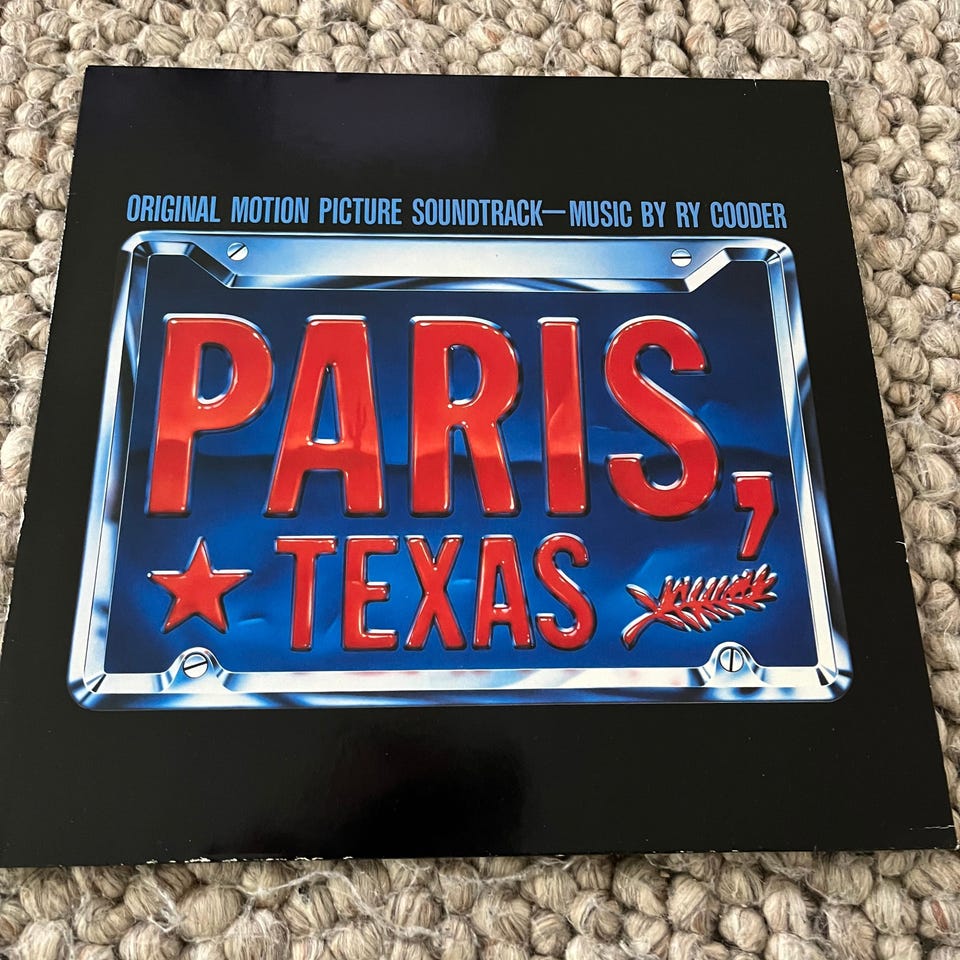 ORIGINAL MOTION PICTURE SOUNDTRACK—MUSIC BY RY COODER
PARIS,
TEXAS